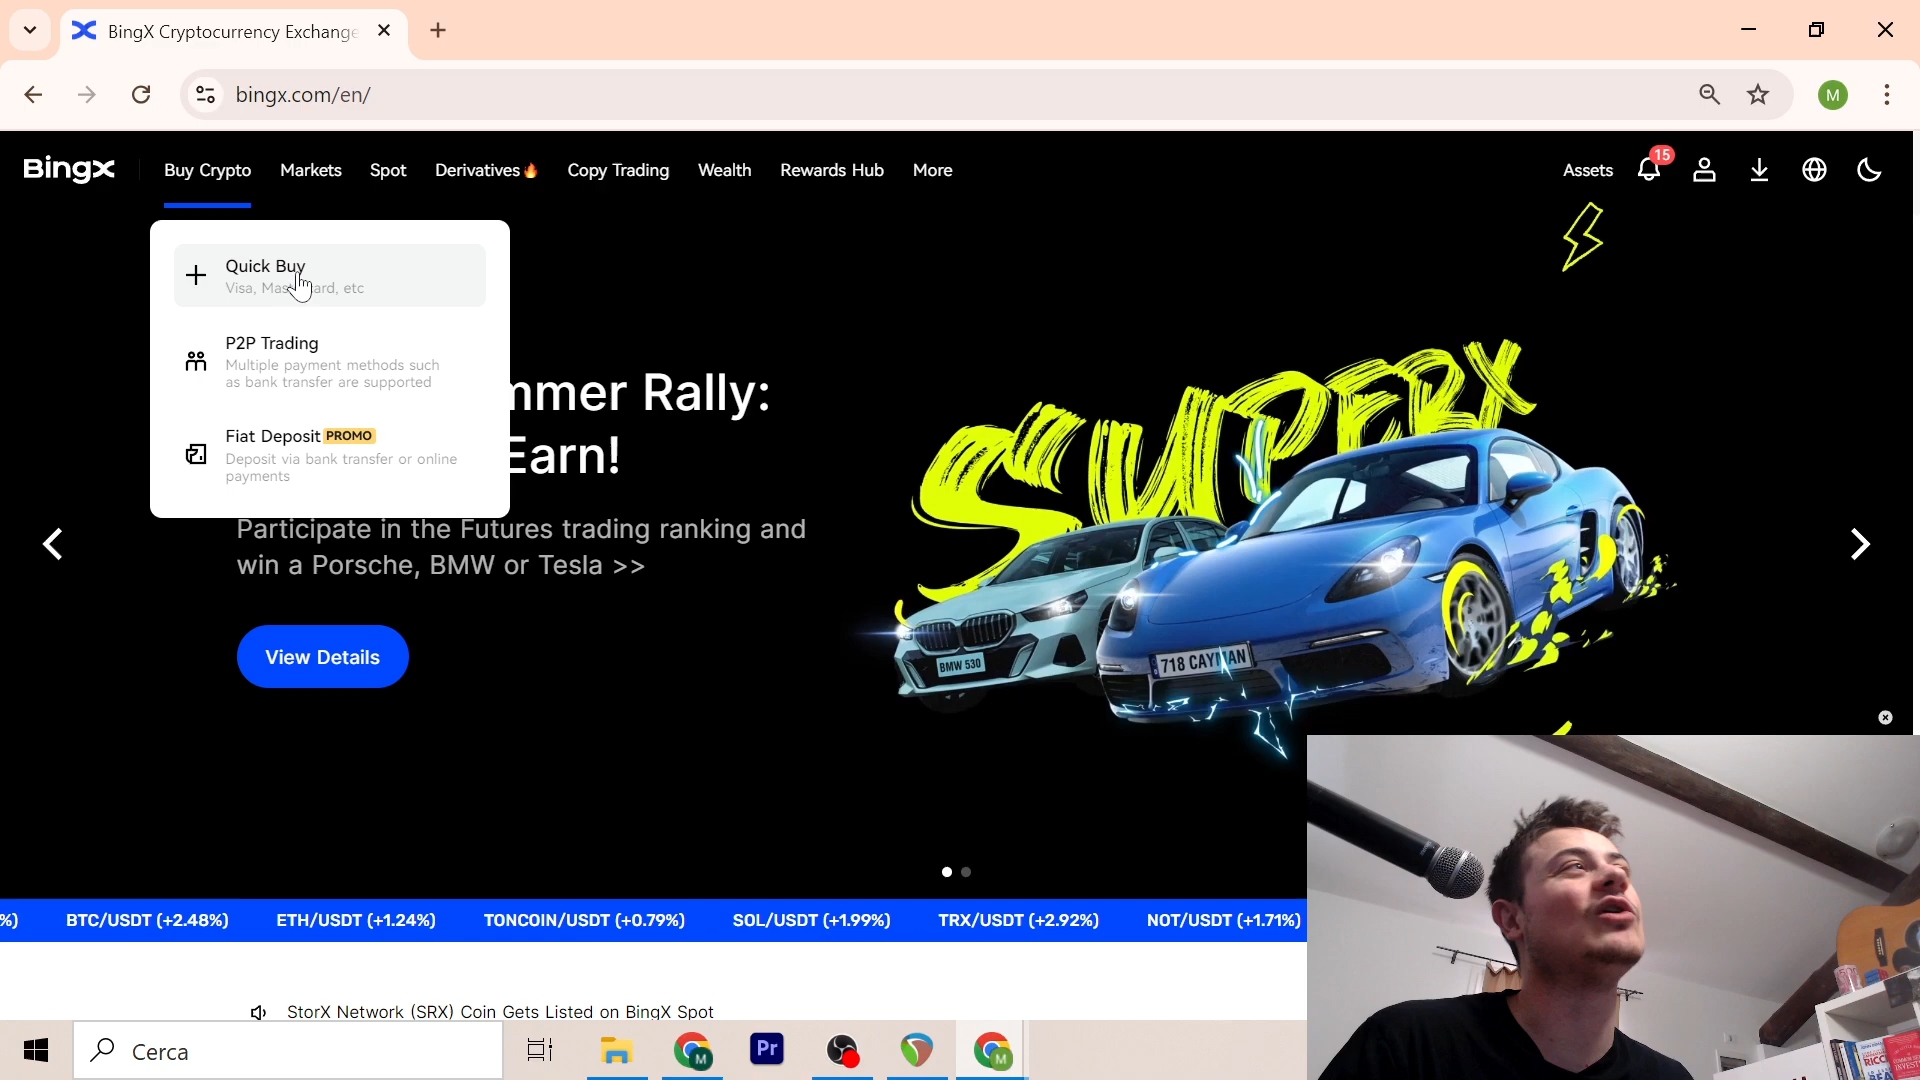 BingX Cryptocurrency Exchange
bingx.com/en/
M
BingX
Buy Crypto
Markets
Spot
Derivatives
Copy Trading
Wealth
Rewards Hub
More
Assets
15
Quick Buy
Visa, Mas ard, etc
P2P Trading
Multiple payment methods such
as bank transfer are supported
Fiat Deposit PROMO
Deposit via bank transfer or online
payments
mmer Rally:
Earn!
Participate in the Futures trading ranking and
win a Porsche, BMW or Tesla >>
View Details
SUPERX
BMW 530
718 CAYMAN
%)
BTC/USDT (+2.48%)
ETH/USDT (+1.24%)
TONCOIN/USDT (+0.79%)
SOL/USDT (+1.99%)
TRX/USDT (+2.92%)
NOT/USDT (+1.71%)
StorX Network (SRX) Coin Gets Listed on BingX Spot
Cerca
M
Pr
M